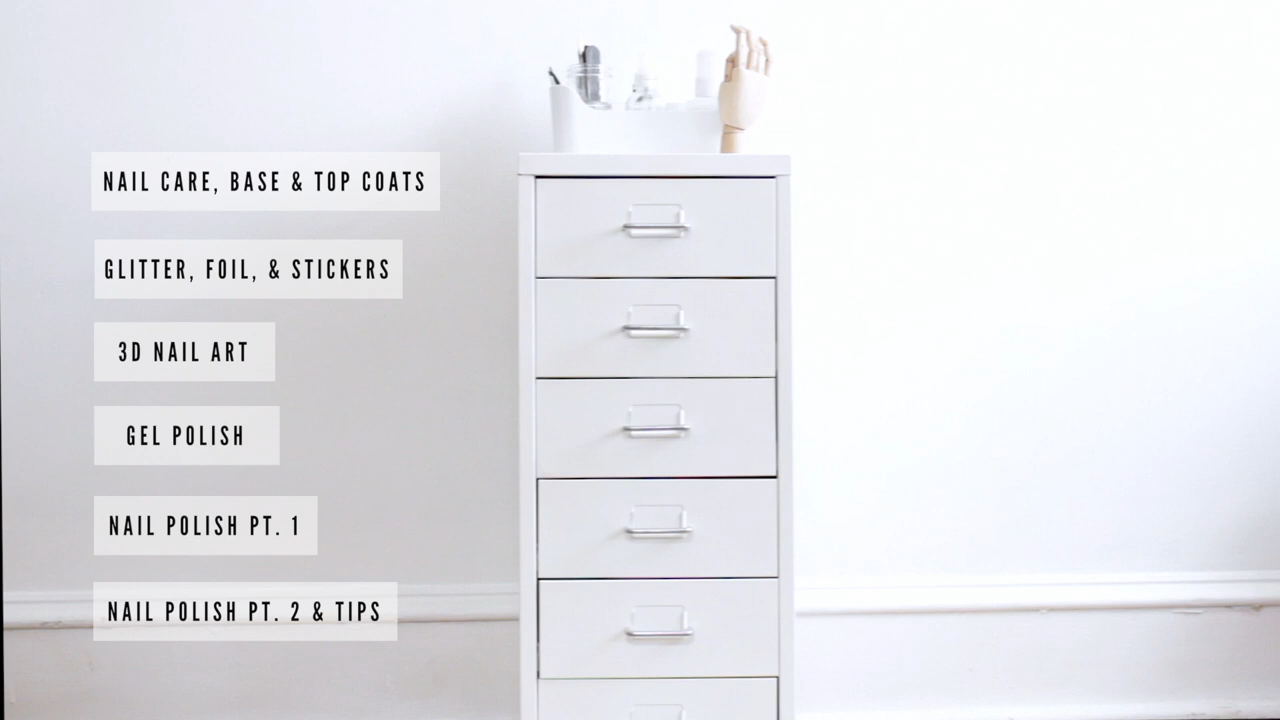 NAIL CARE, BASE & TOP COATS
GLITTER, FOIL, & STICKERS
3D NAIL ART
GEL POLISH
NAIL POLISH PT. 1
NAIL POLISH PT. 2 & TIPS